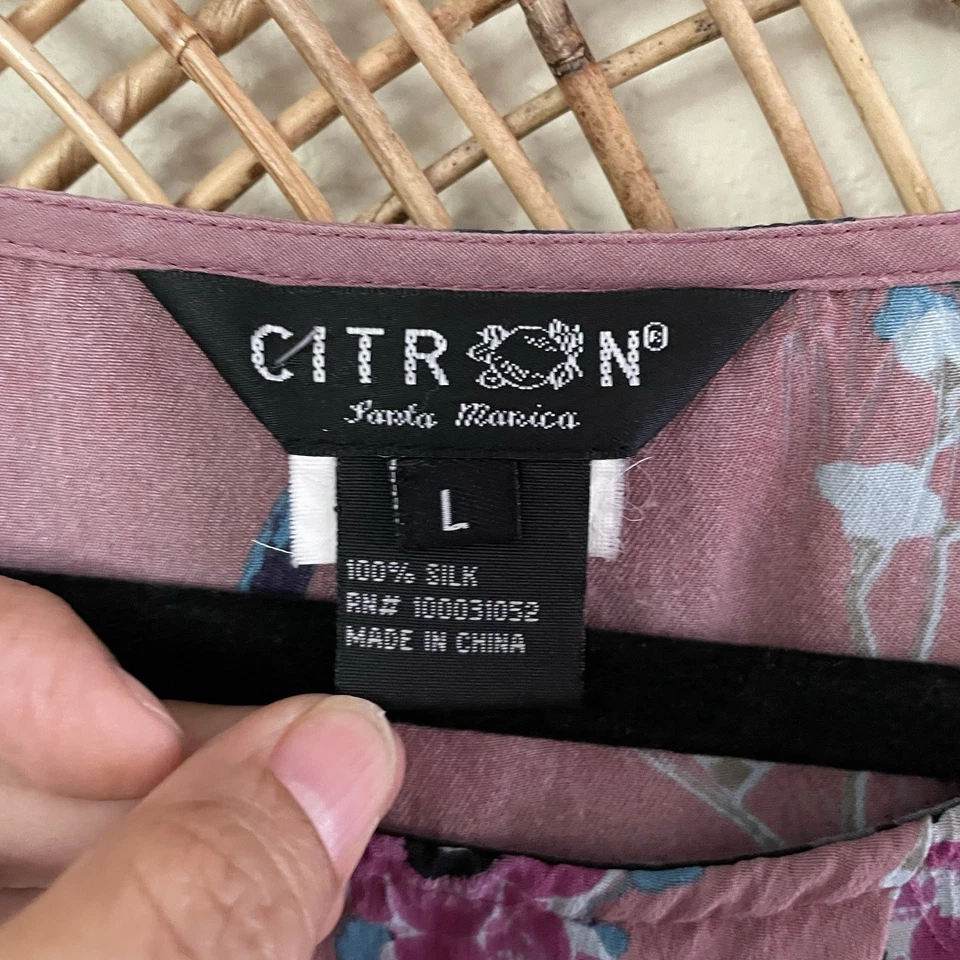 CITRON®
Santa Monica
L
100% SILK
RN# 100031052
MADE IN CHINA